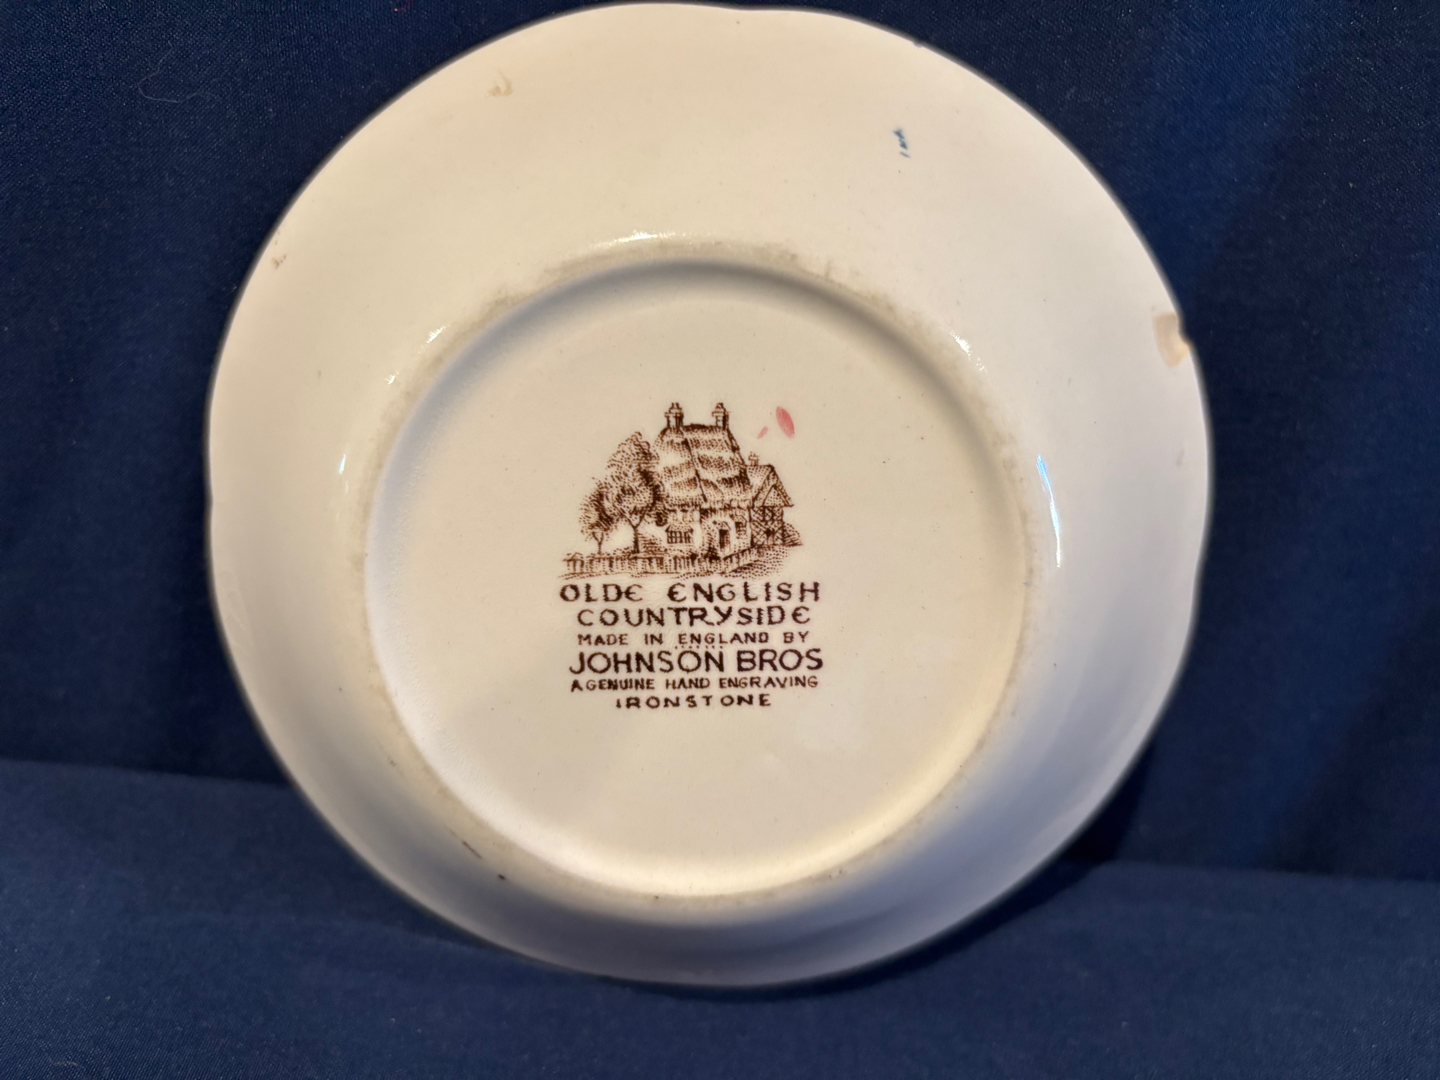 OLDE ENGLISH
COUNTRYSIDE
MADE IN ENGLAND BY
JOHNSON BROS
A GENUINE HAND ENGRAVING
IRONSTONE